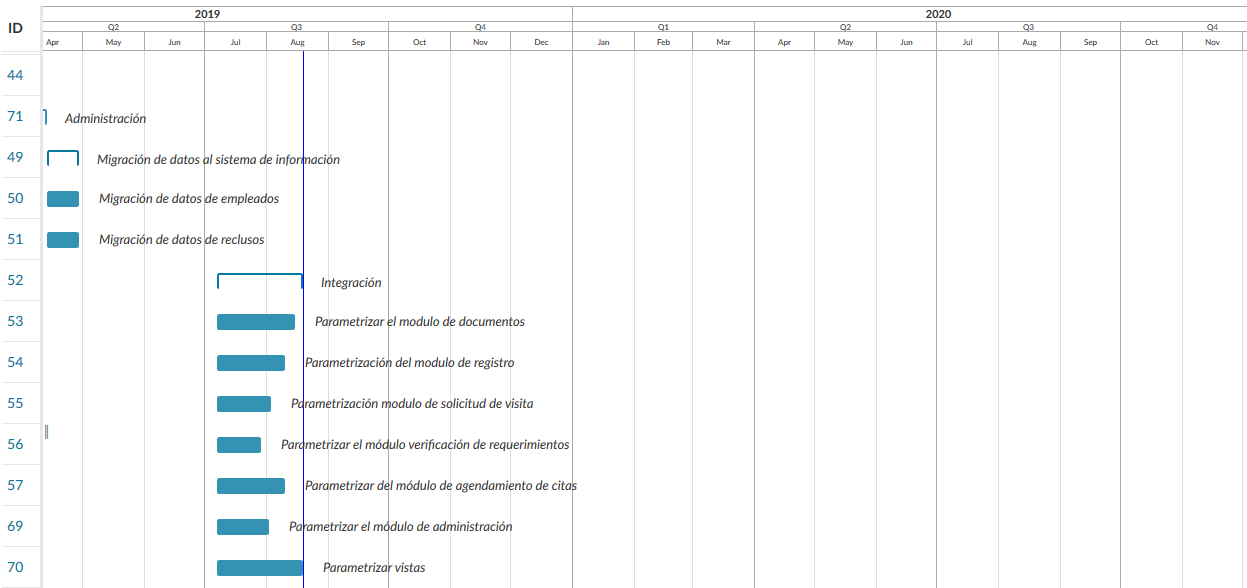 2019 2020
ID
Q2 Q3 Q4 Q1 Q2 Q3 Q4
Apr May Jun Jul Aug Sep Oct Nov Dec Jan Feb Mar Apr May Jun Jul Aug Sep Oct Nov
44
71 Administración
49 Migración de datos al sistema de información
50 Migración de datos de empleados
51 Migración de datos de reclusos
52 Integración
53 Parametrizar el modulo de documentos
54 Parametrización del modulo de registro
55 Parametrización modulo de solicitud de visita
56 Parametrizar el módulo verificación de requerimientos
57 Parametrizar del módulo de agendamiento de citas
69 Parametrizar el módulo de administración
70 Parametrizar vistas